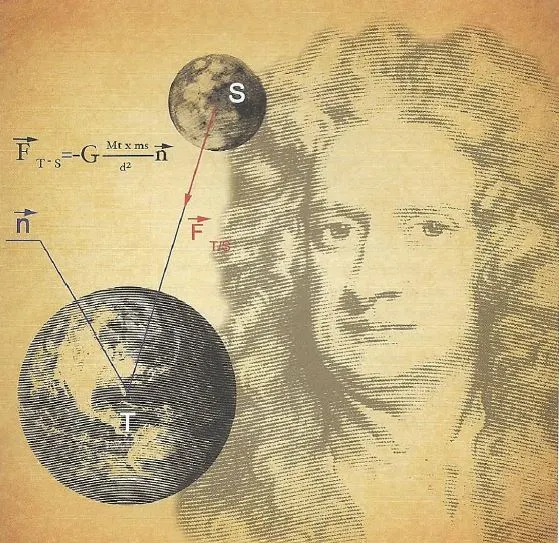 S
F⃗ T - S = -G Mt x ms / d² n⃗
n⃗
F⃗ T/S
T